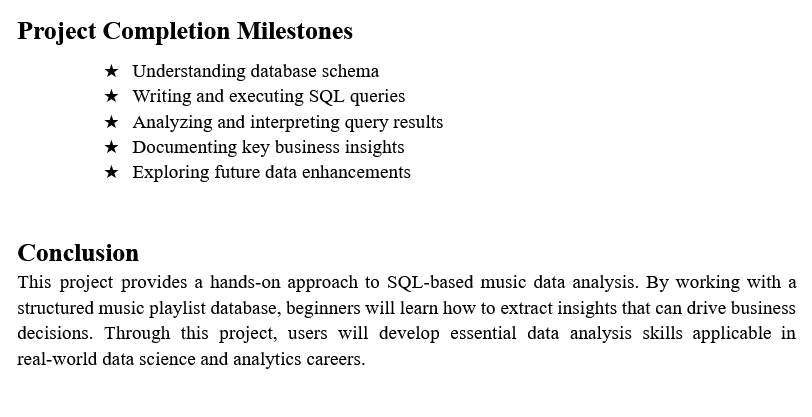 Project Completion Milestones
★ Understanding database schema
★ Writing and executing SQL queries
★ Analyzing and interpreting query results
★ Documenting key business insights
★ Exploring future data enhancements
Conclusion
This project provides a hands-on approach to SQL-based music data analysis. By working with a
structured music playlist database, beginners will learn how to extract insights that can drive business
decisions. Through this project, users will develop essential data analysis skills applicable in
real-world data science and analytics careers.